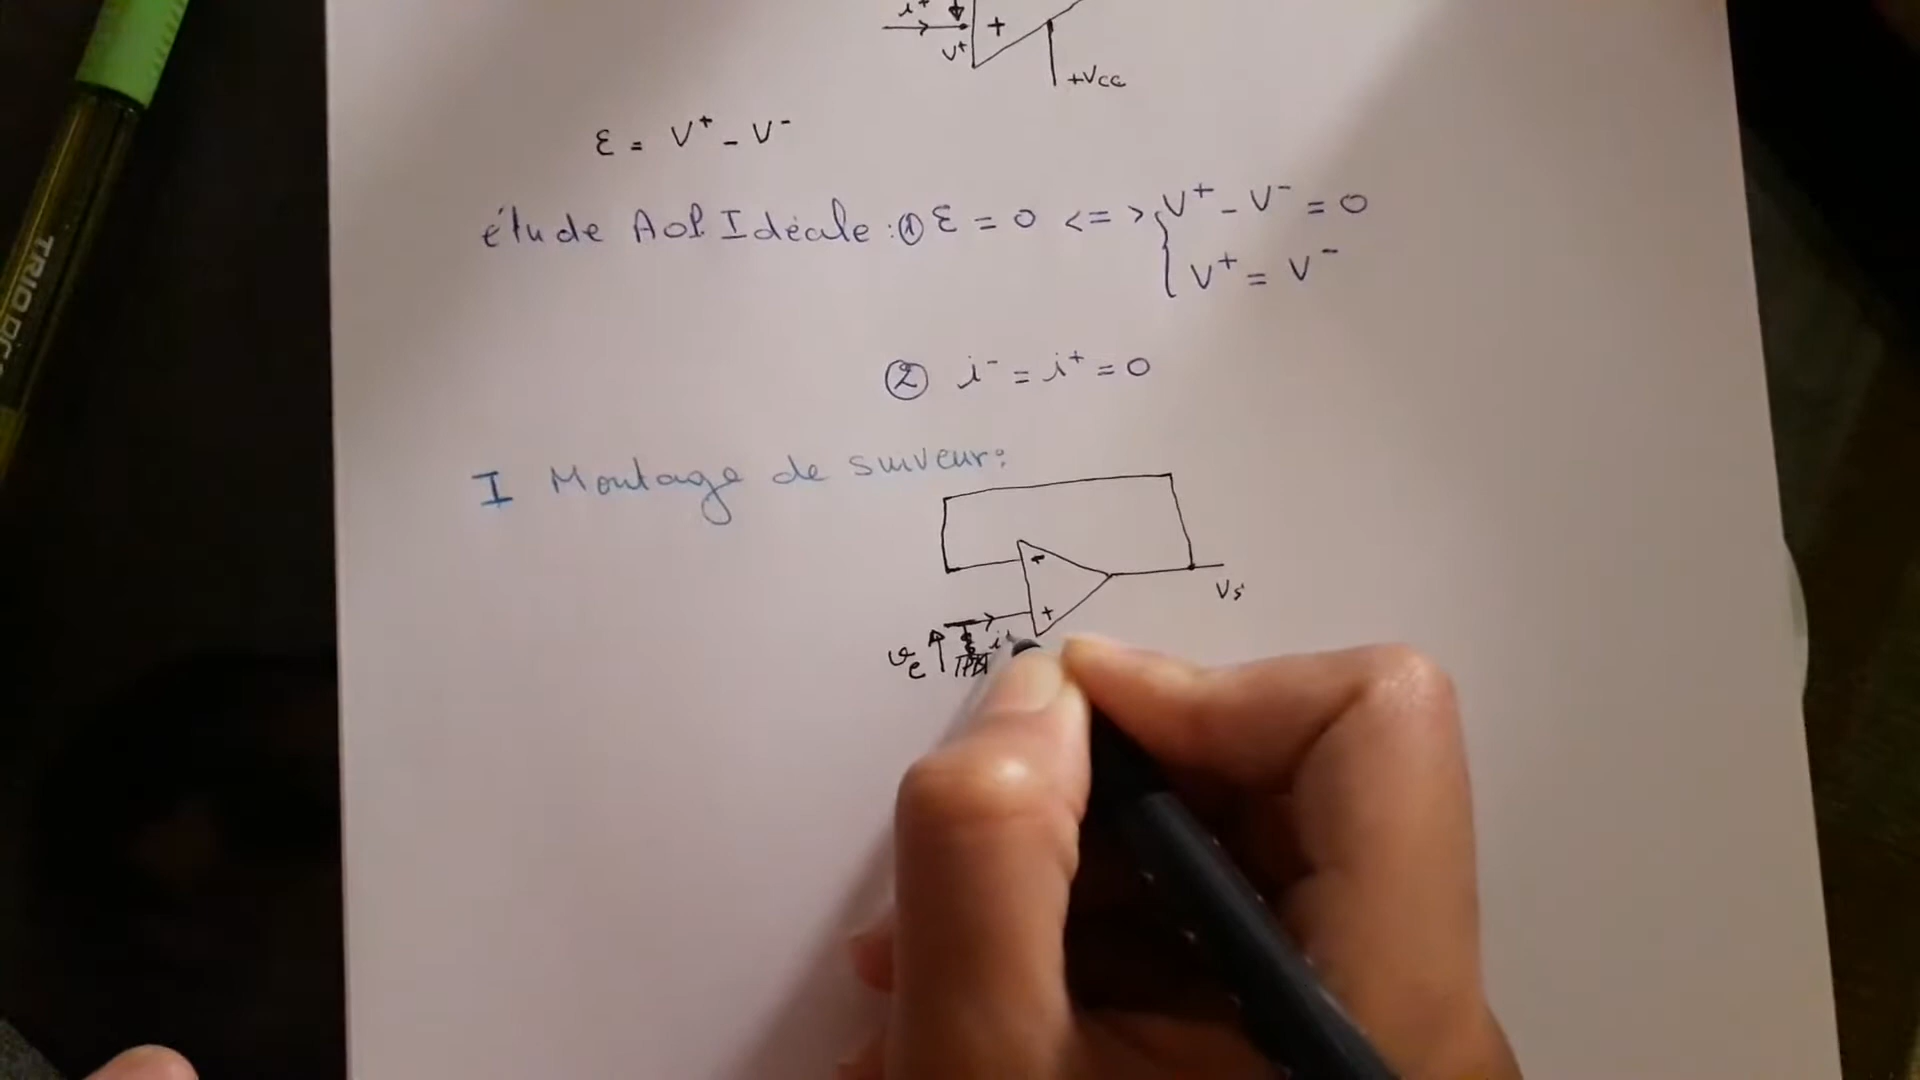 i+
+
V+
+Vcc
ε = V+ - V-
étude AoP Idéale : ① ε = 0 <=> { V+ - V- = 0
V+ = V-
② i- = i+ = 0
I Montage de suiveur :
-
+
Vs
i
ve
TRIO